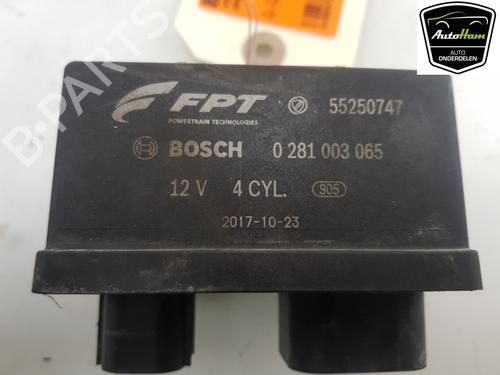 AutoHam
AUTO
ONDERDELEN
B-PARTS
FPT 55250747
POWERTRAIN TECHNOLOGIES
BOSCH 0 281 003 065
12 V 4 CYL. 905
2017-10-23